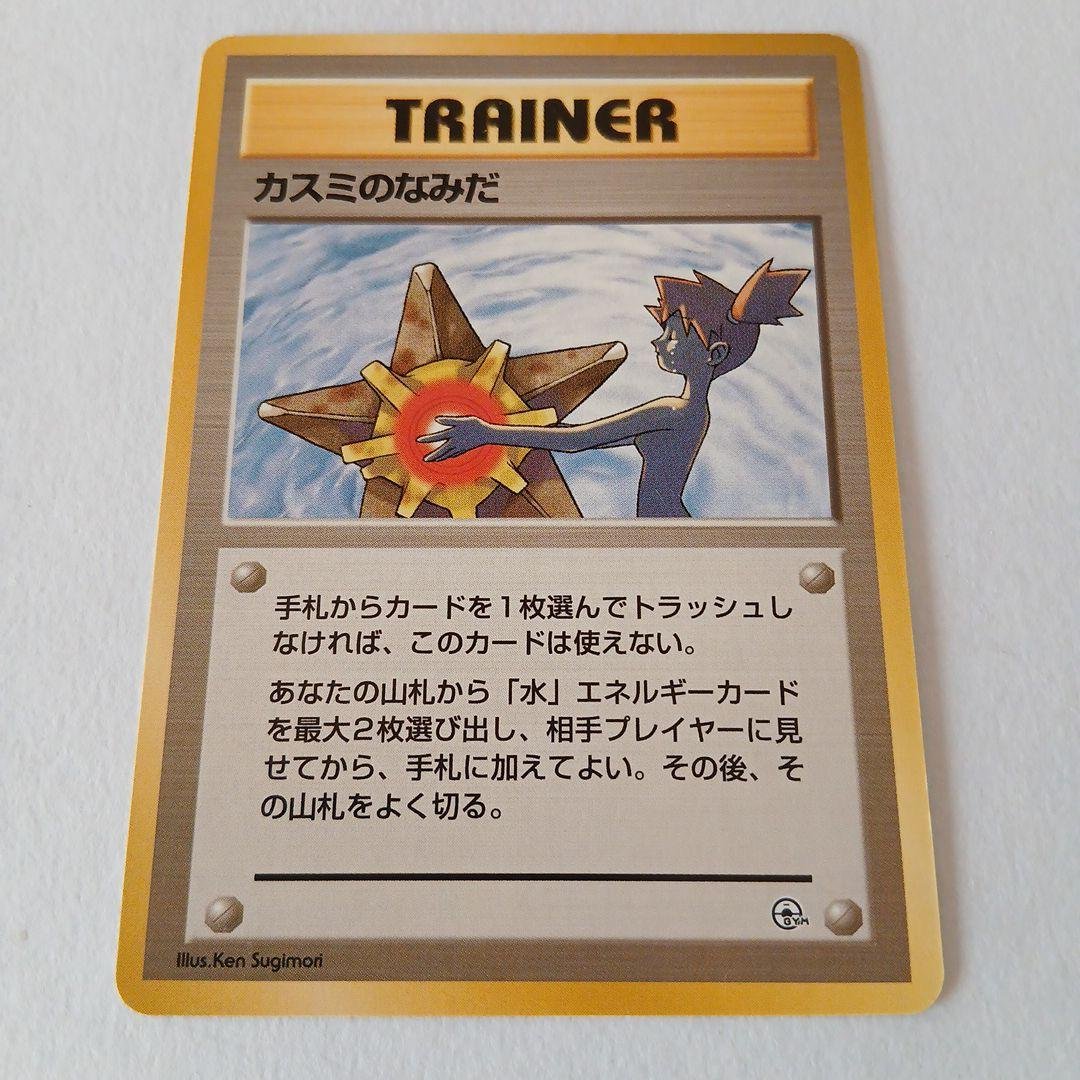 TRAINER
カスミのなみだ
手札からカードを1枚選んでトラッシュし
なければ、このカードは使えない。
あなたの山札から「水」エネルギーカード
を最大2枚選び出し、相手プレイヤーに見
せてから、手札に加えてよい。その後、そ
の山札をよく切る。
GYM
Illus.Ken Sugimori